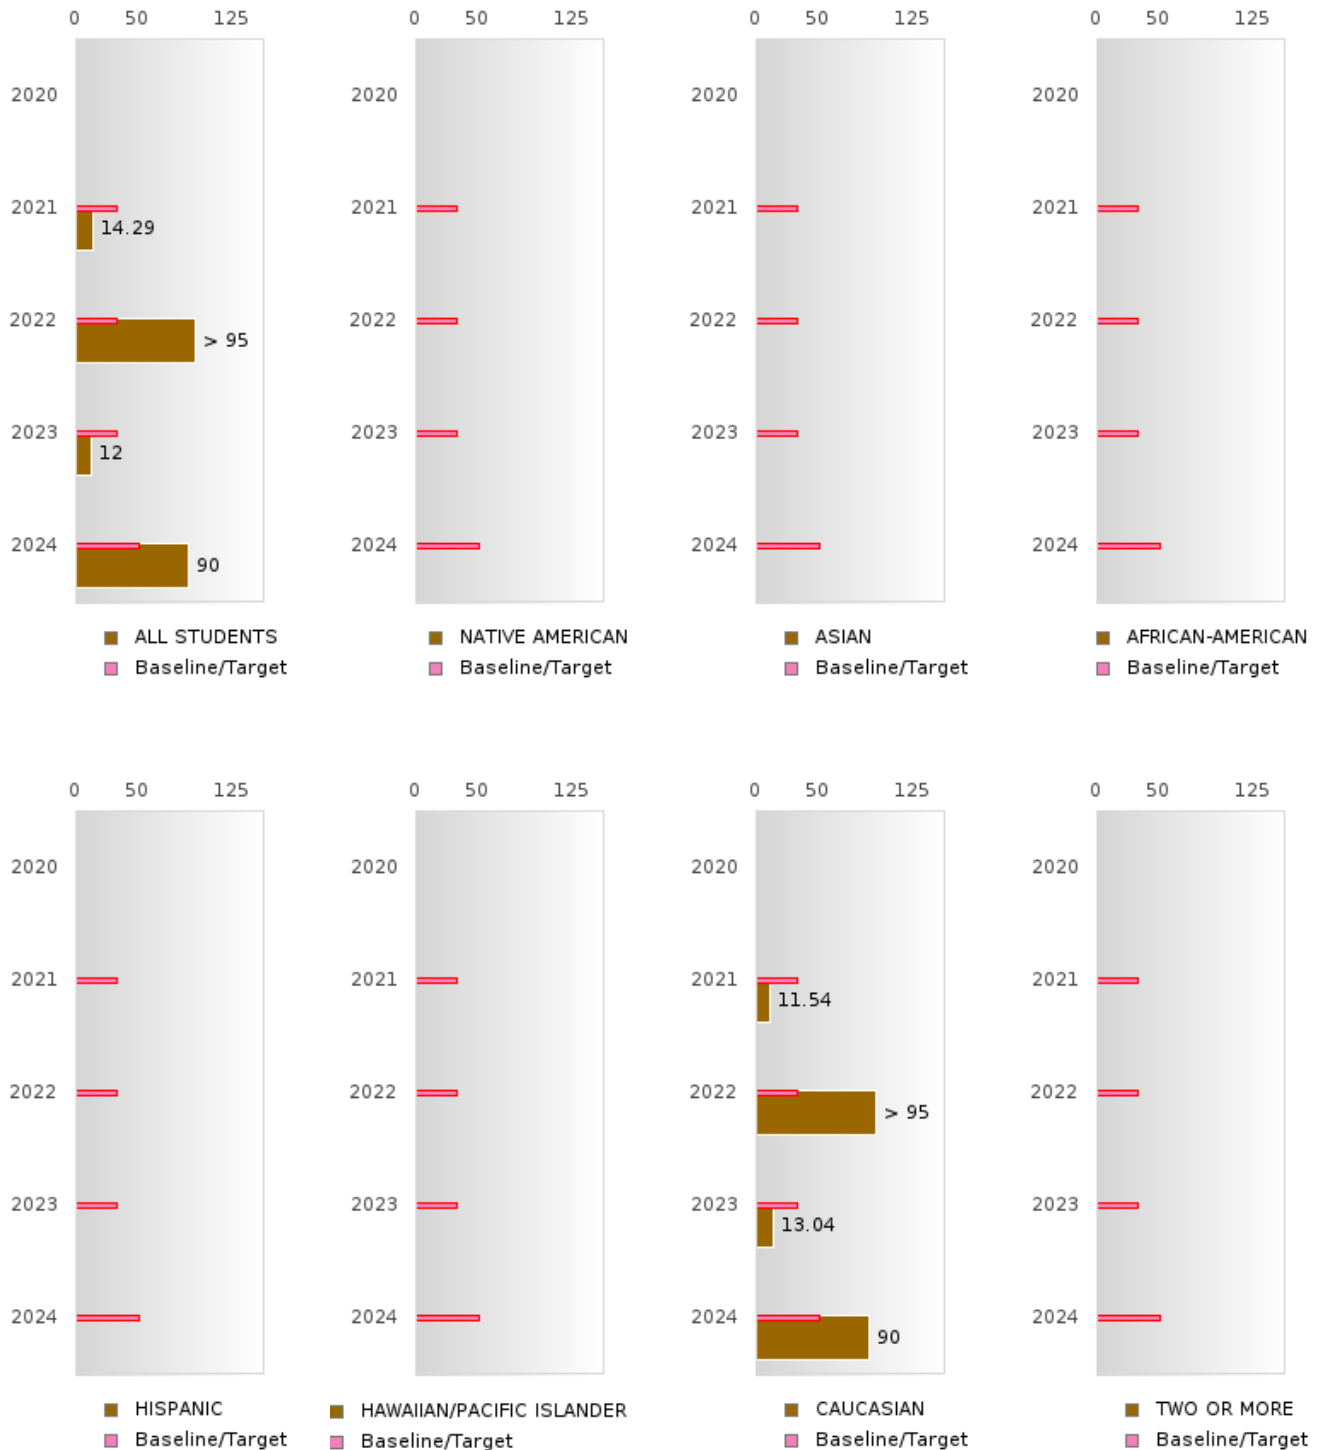 0 50 125 0 50 125 0 50 125 0 50 125
2020 2020 2020 2020
2021 2021 2021 2021
14.29
2022 2022 2022 2022
> 95
2023 2023 2023 2023
12
2024 2024 2024 2024
90
ALL STUDENTS NATIVE AMERICAN ASIAN AFRICAN-AMERICAN
Baseline/Target Baseline/Target Baseline/Target Baseline/Target
0 50 125 0 50 125 0 50 125 0 50 125
2020 2020 2020 2020
2021 2021 2021 2021
11.54
2022 2022 2022 2022
> 95
2023 2023 2023 2023
13.04
2024 2024 2024 2024
90
HISPANIC HAWAIIAN/PACIFIC ISLANDER CAUCASIAN TWO OR MORE
Baseline/Target Baseline/Target Baseline/Target Baseline/Target